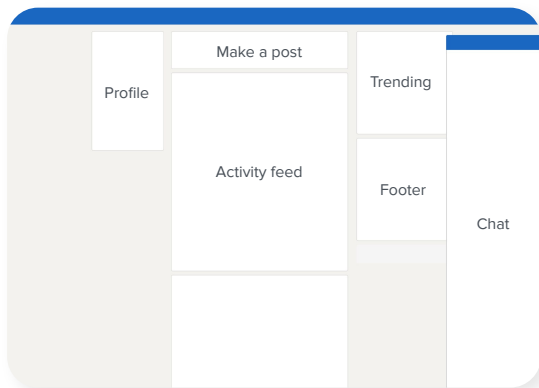 Make a post
Profile
Trending
Activity feed
Footer
Chat